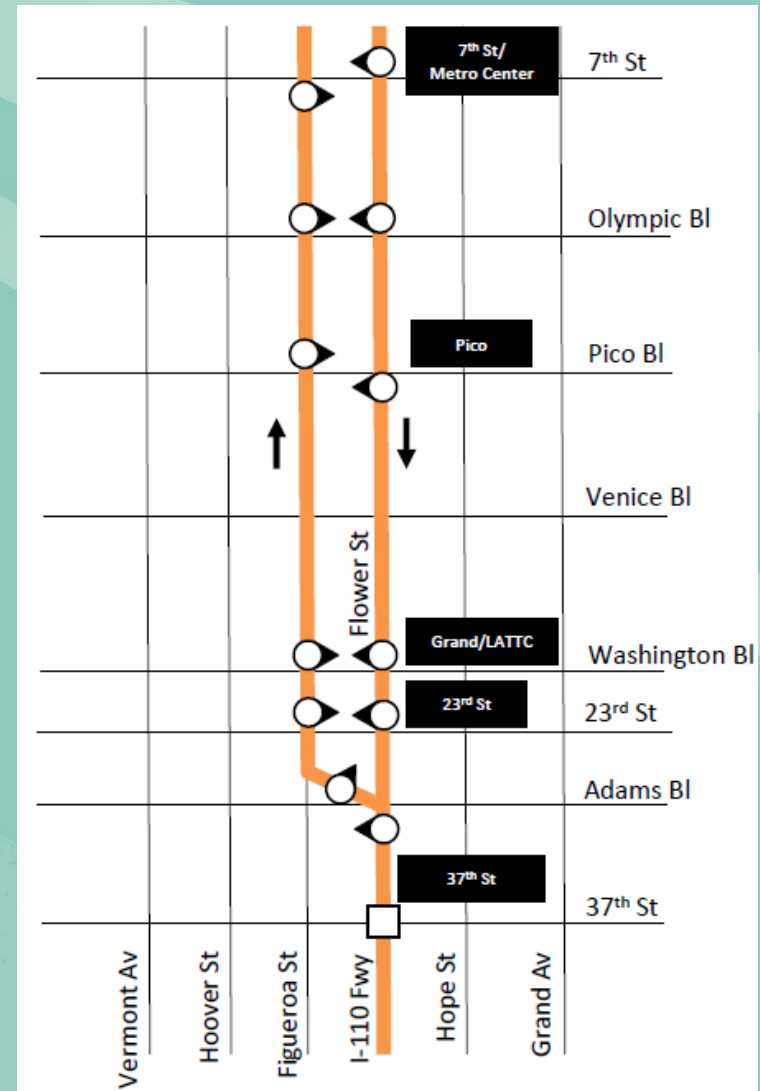 7th St/
Metro Center
7th St
Olympic Bl
Pico
Pico Bl
Venice Bl
Flower St
Grand/LATTC
Washington Bl
23rd St
23rd St
Adams Bl
37th St
37th St
Vermont Av
Hoover St
Figueroa St
I-110 Fwy
Hope St
Grand Av